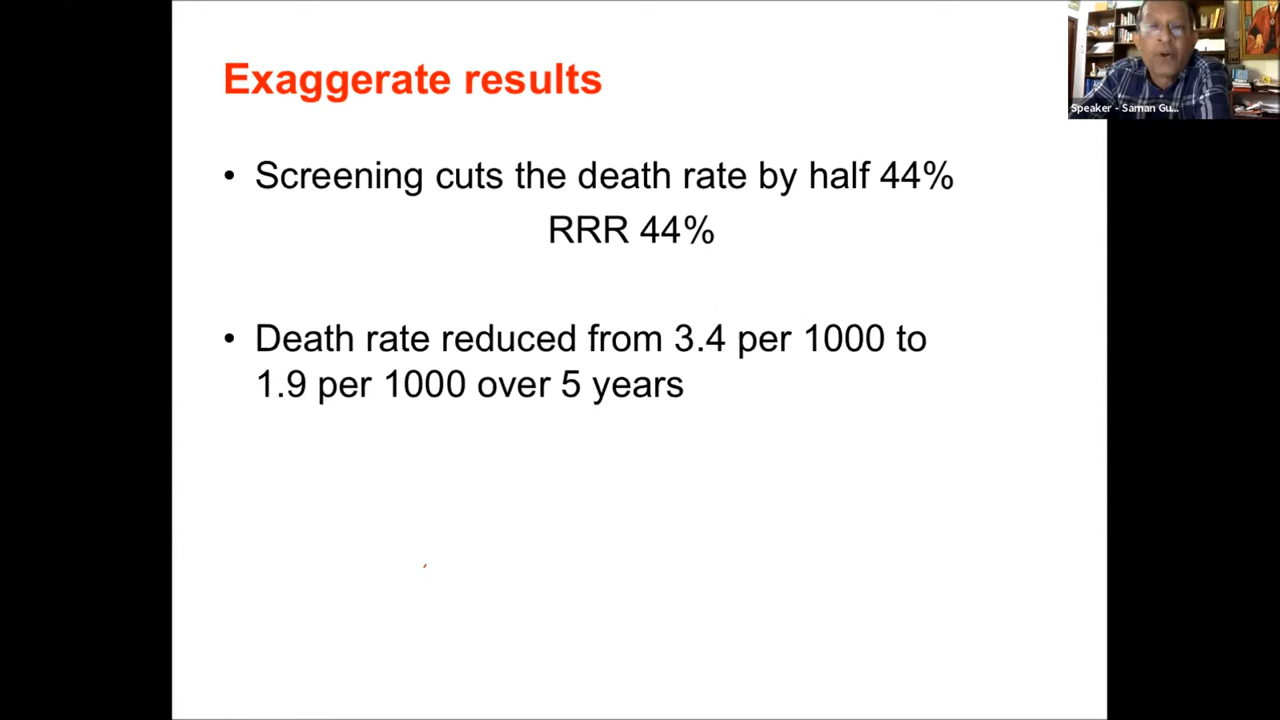 Exaggerate results
• Screening cuts the death rate by half 44%
RRR 44%
• Death rate reduced from 3.4 per 1000 to
1.9 per 1000 over 5 years
Speaker - Saman Gu...